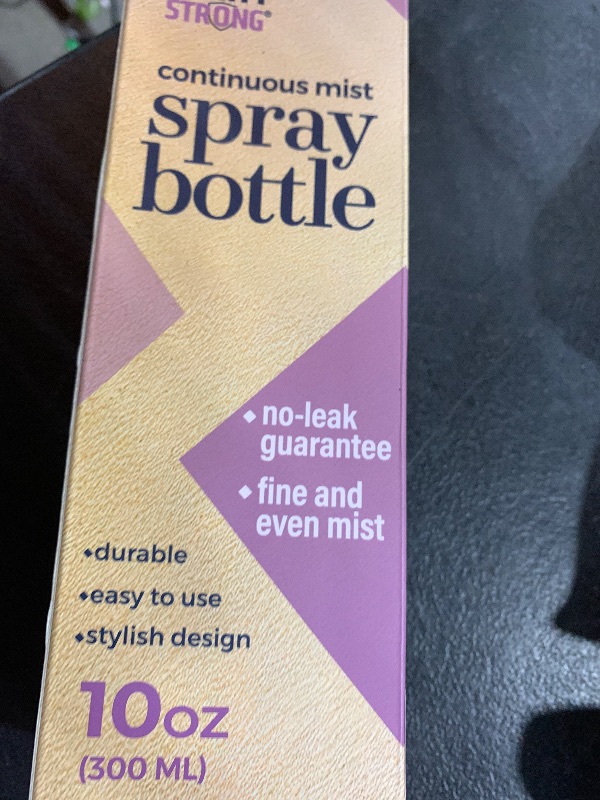 STRONG®
continuous mist
spray
bottle
◆ no-leak
guarantee
◆ fine and
even mist
◆durable
◆easy to use
◆stylish design
10oz
(300 ML)